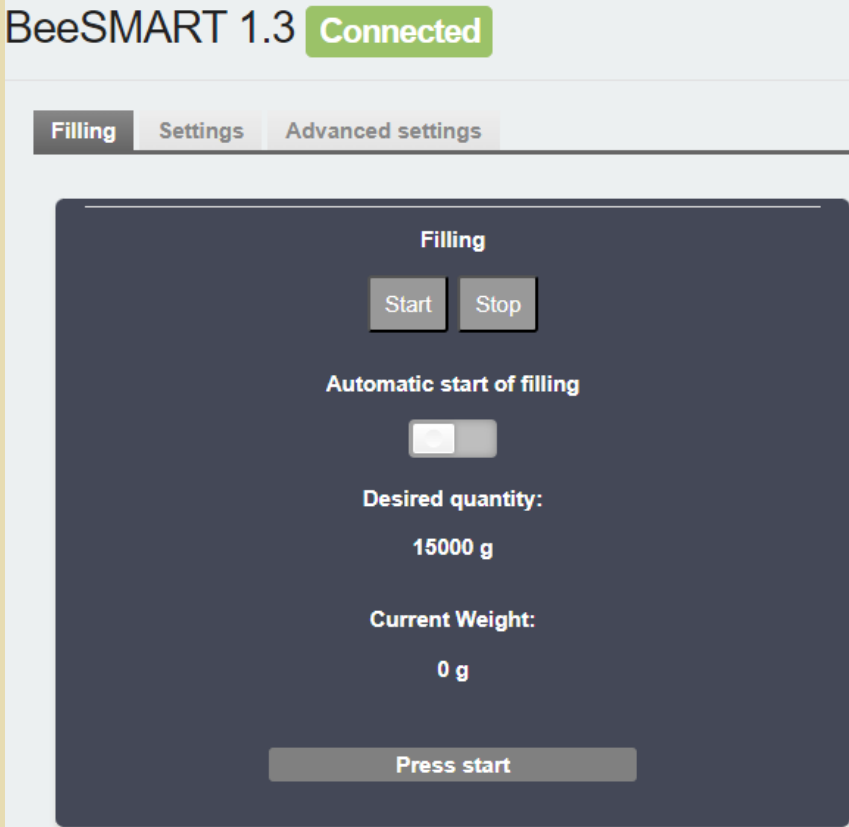 BeeSMART 1.3 Connected
Filling Settings Advanced settings
Filling
Start Stop
Automatic start of filling
Desired quantity:
15000 g
Current Weight:
0 g
Press start